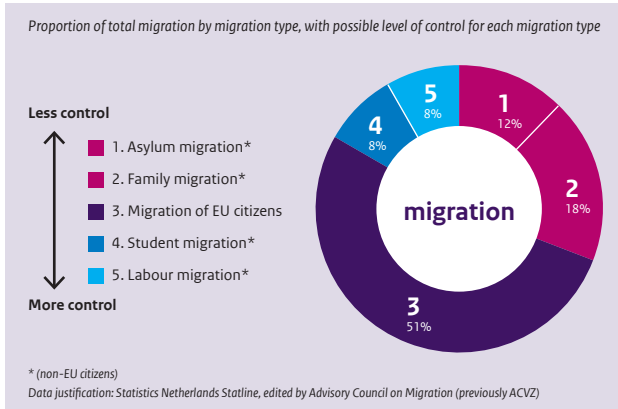 Proportion of total migration by migration type, with possible level of control for each migration type
Less control
1. Asylum migration*
2. Family migration*
3. Migration of EU citizens
4. Student migration*
5. Labour migration*
More control
migration
1
12%
2
18%
3
51%
4
8%
5
8%
* (non-EU citizens)
Data justification: Statistics Netherlands Statline, edited by Advisory Council on Migration (previously ACVZ)